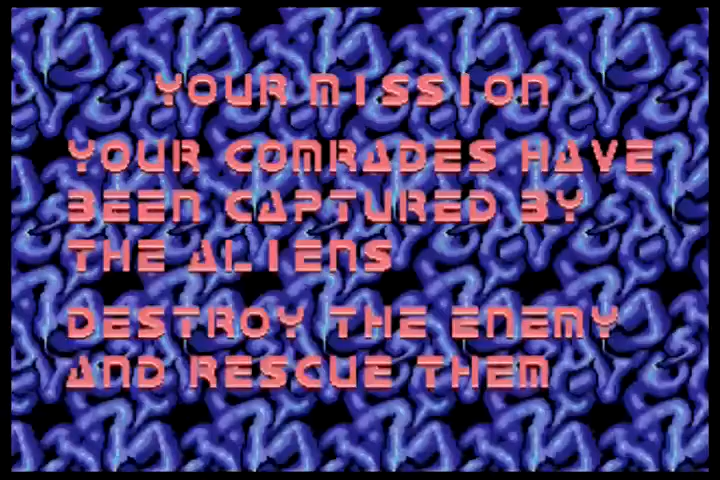 YOUR MISSION
YOUR COMRADES HAVE
BEEN CAPTURED BY
THE ALIENS
DESTROY THE ENEMY
AND RESCUE THEM